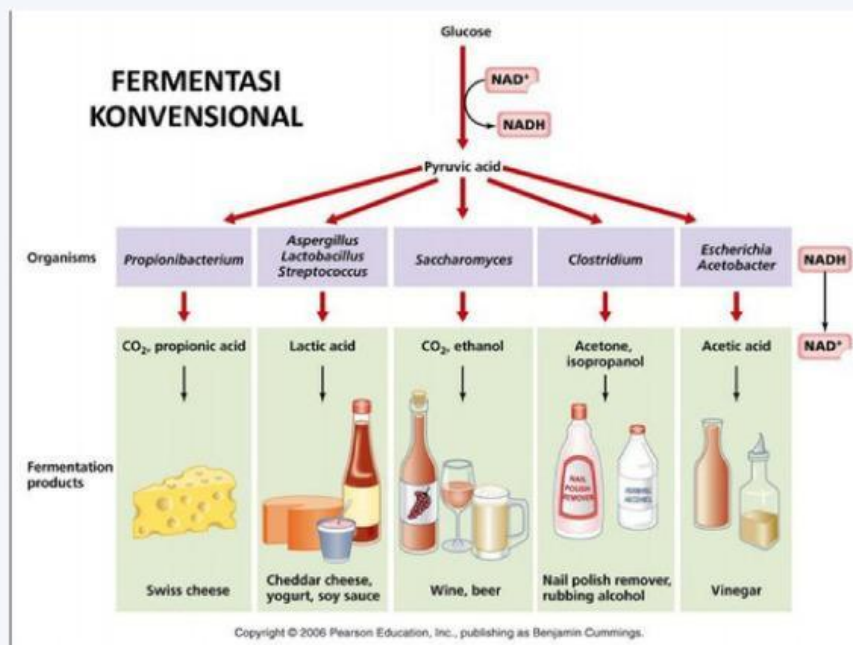 FERMENTASI
KONVENSIONAL
Glucose
NAD⁺
NADH
Pyruvic acid
Organisms
Propionibacterium
Aspergillus
Lactobacillus
Streptococcus
Saccharomyces
Clostridium
Escherichia
Acetobacter
NADH
CO₂, propionic acid
Lactic acid
CO₂, ethanol
Acetone,
isopropanol
Acetic acid
NAD⁺
Fermentation
products
NAIL
POLISH
REMOVER
ALCOHOL
Swiss cheese
Cheddar cheese,
yogurt, soy sauce
Wine, beer
Nail polish remover,
rubbing alcohol
Vinegar
Copyright © 2006 Pearson Education, Inc., publishing as Benjamin Cummings.